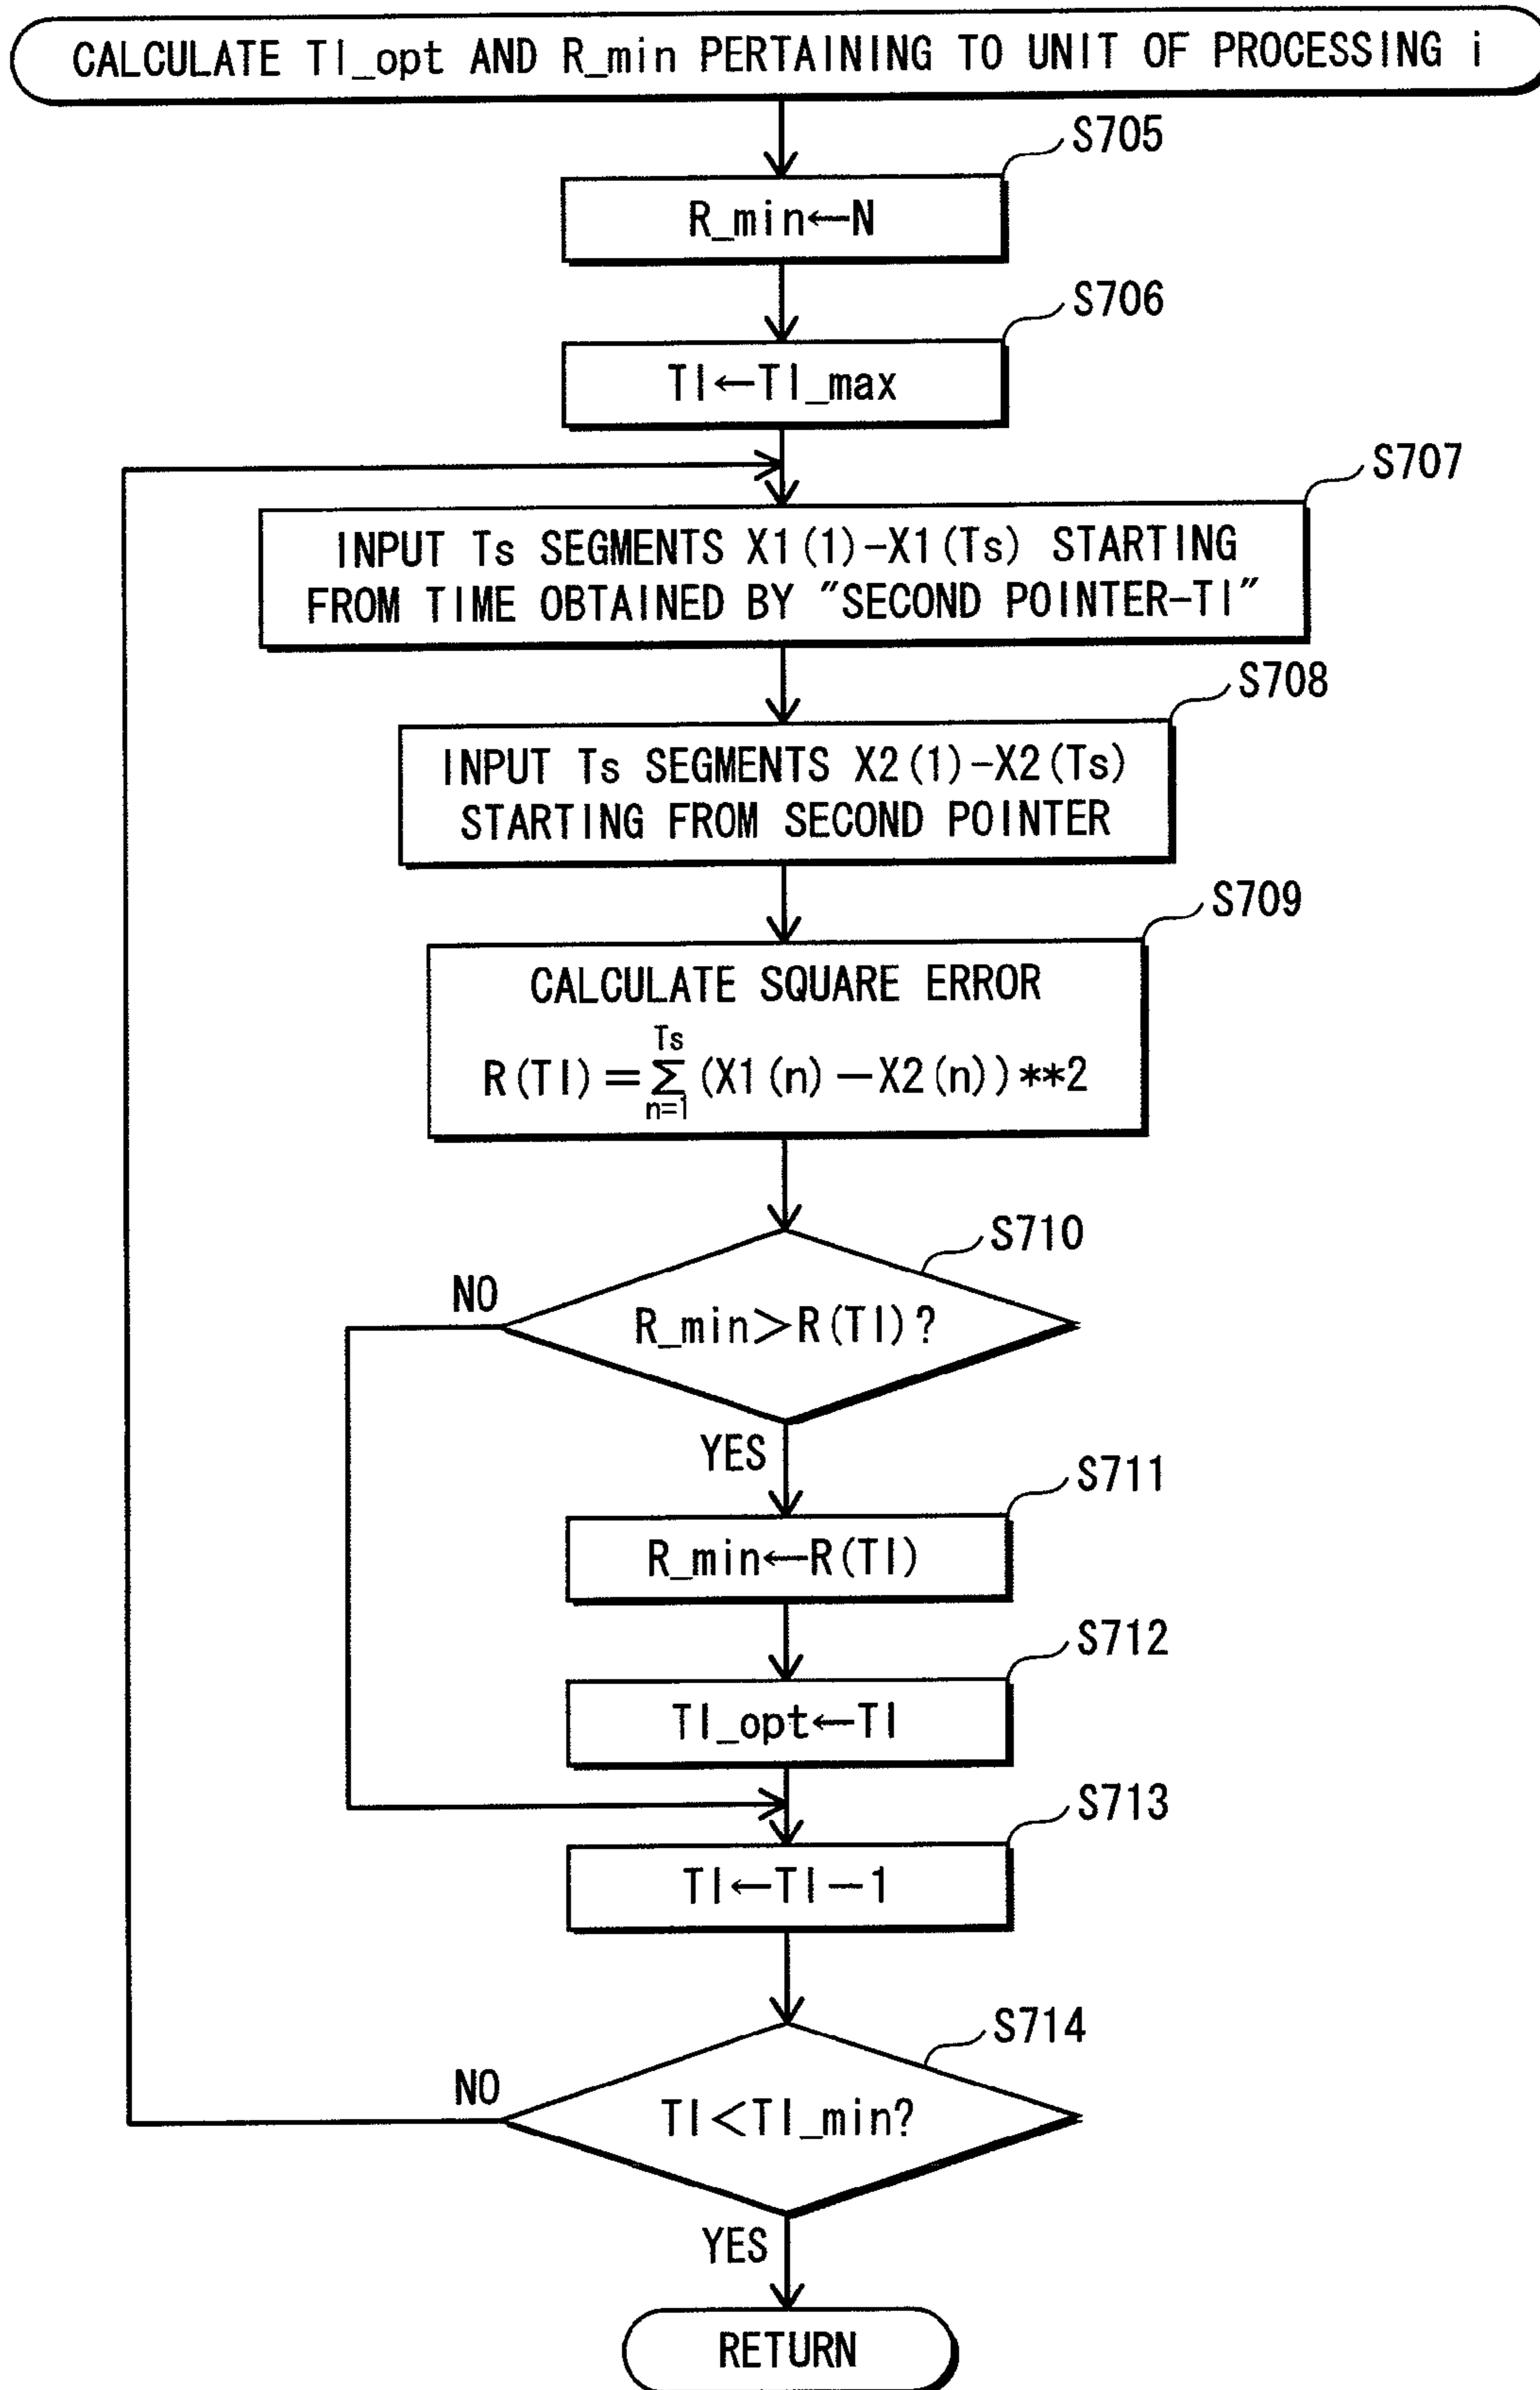 CALCULATE TI_opt AND R_min PERTAINING TO UNIT OF PROCESSING i
S705
R_min←N
S706
TI←TI_max
S707
INPUT Ts SEGMENTS X1(1)-X1(Ts) STARTING
FROM TIME OBTAINED BY "SECOND POINTER-TI"
S708
INPUT Ts SEGMENTS X2(1)-X2(Ts)
STARTING FROM SECOND POINTER
S709
CALCULATE SQUARE ERROR
R(TI)=∑(X1(n)-X2(n))**2
Ts
n=1
S710
R_min>R(TI)?
NO
YES
S711
R_min←R(TI)
S712
TI_opt←TI
S713
TI←TI-1
S714
TI<TI_min?
NO
YES
RETURN